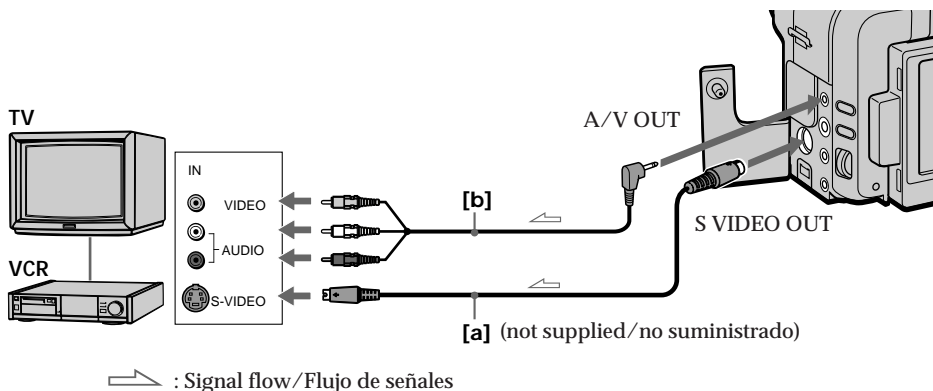 TV
A/V OUT
IN
VIDEO
[b]
S VIDEO OUT
AUDIO
VCR
S-VIDEO
[a] (not supplied/no suministrado)
: Signal flow/Flujo de señales